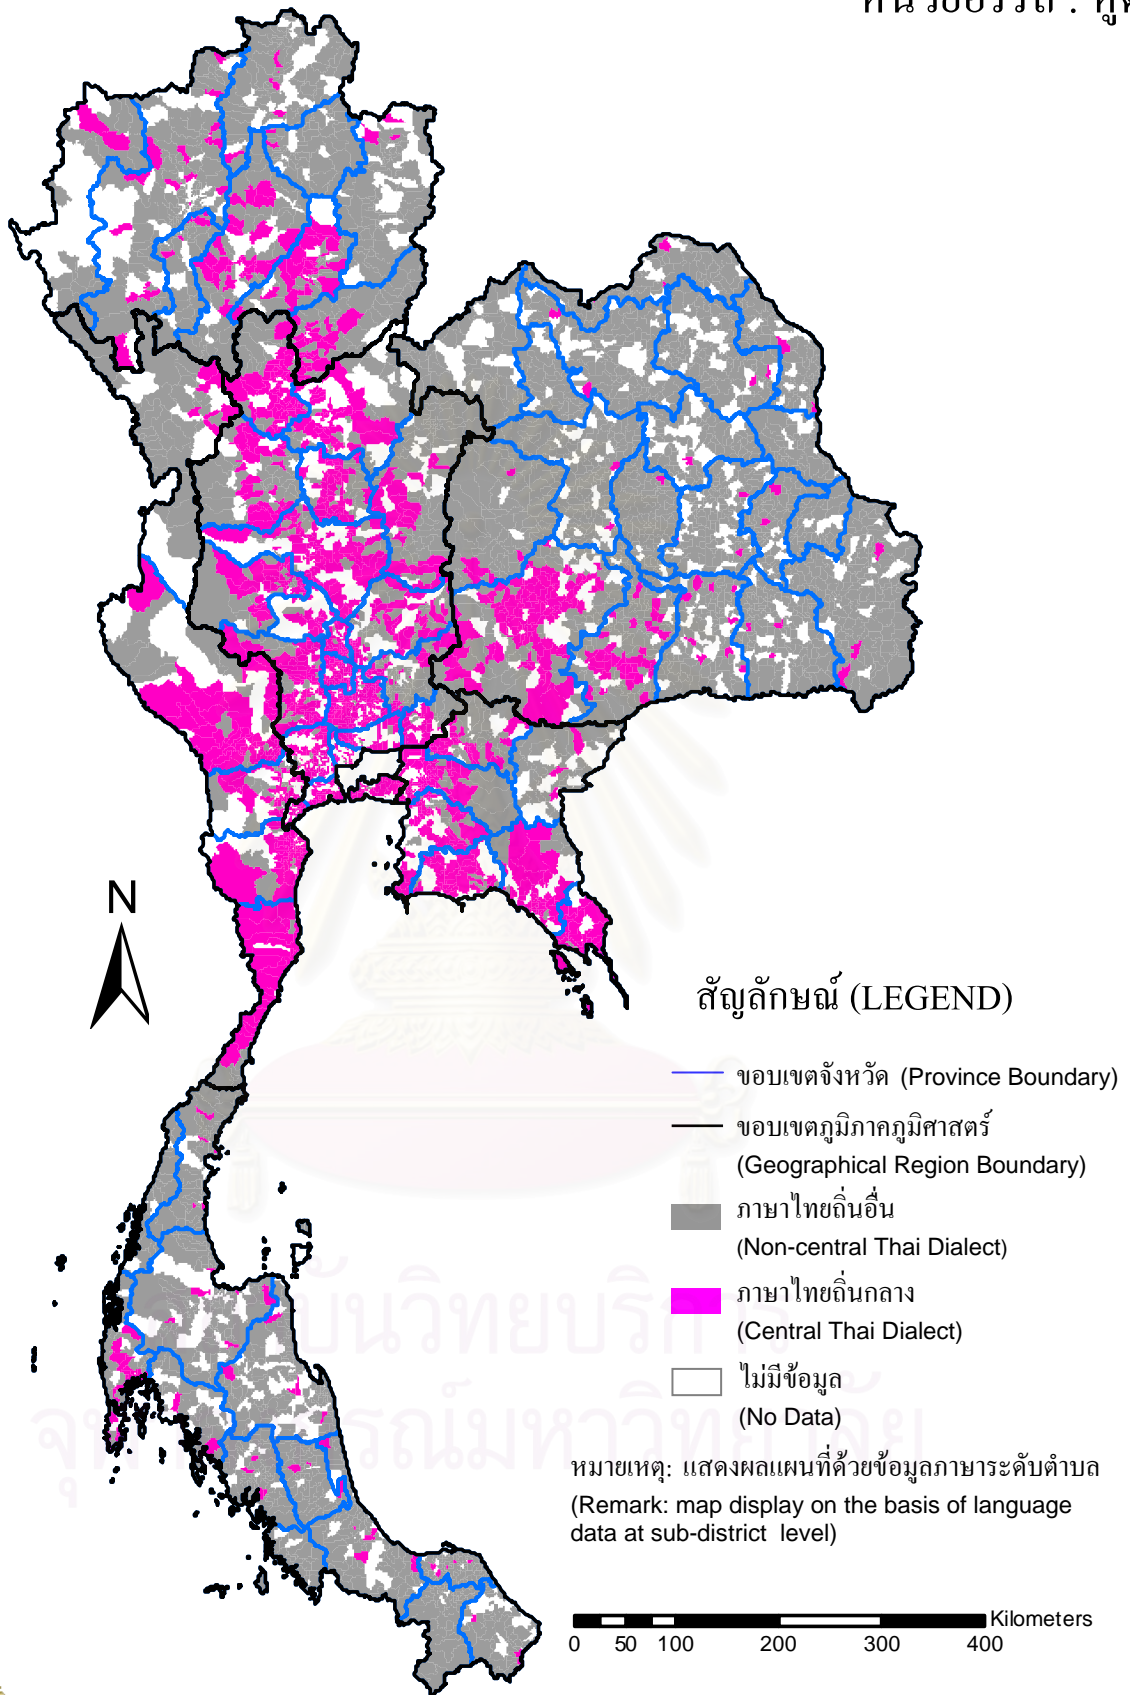 N
สัญลักษณ์ (LEGEND)
ขอบเขตจังหวัด (Province Boundary)
ขอบเขตภูมิภาคภูมิศาสตร์
(Geographical Region Boundary)
ภาษาไทยถิ่นอื่น
(Non-central Thai Dialect)
ภาษาไทยถิ่นกลาง
(Central Thai Dialect)
ไม่มีข้อมูล
(No Data)
หมายเหตุ: แสดงผลแผนที่ด้วยข้อมูลภาษาระดับตำบล
(Remark: map display on the basis of language
data at sub-district level)
Kilometers
0 50 100 200 300 400